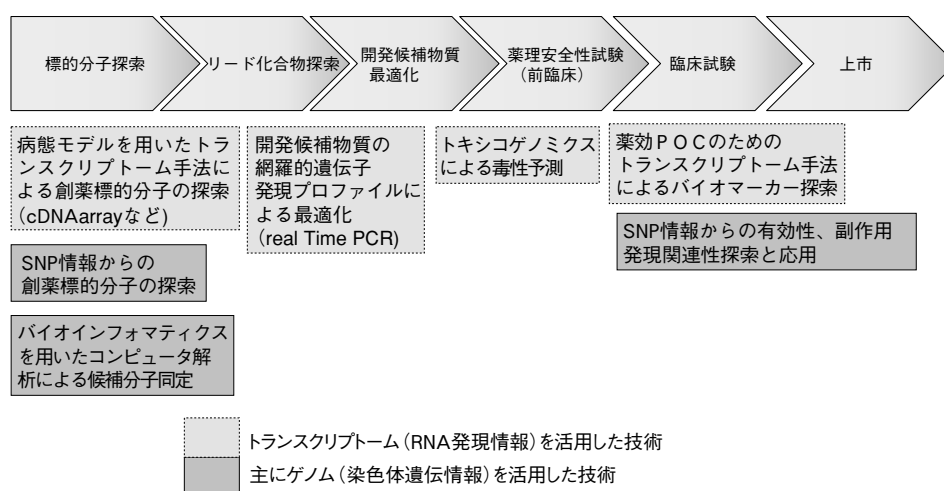 標的分子探索
リード化合物探索
開発候補物質
最適化
薬理安全性試験
（前臨床）
臨床試験
上市
病態モデルを用いたトラ
ンスクリプトーム手法に
よる創薬標的分子の探索
（cDNAarrayなど）
開発候補物質の
網羅的遺伝子
発現プロファイルに
よる最適化
（real Time PCR)
トキシコゲノミクス
による毒性予測
薬効ＰＯＣのための
トランスクリプトーム手法
によるバイオマーカー探索
SNP情報からの
創薬標的分子の探索
SNP情報からの有効性、副作用
発現関連性探索と応用
バイオインフォマティクス
を用いたコンピュータ解
析による候補分子同定
トランスクリプトーム（RNA発現情報）を活用した技術
主にゲノム（染色体遺伝情報）を活用した技術